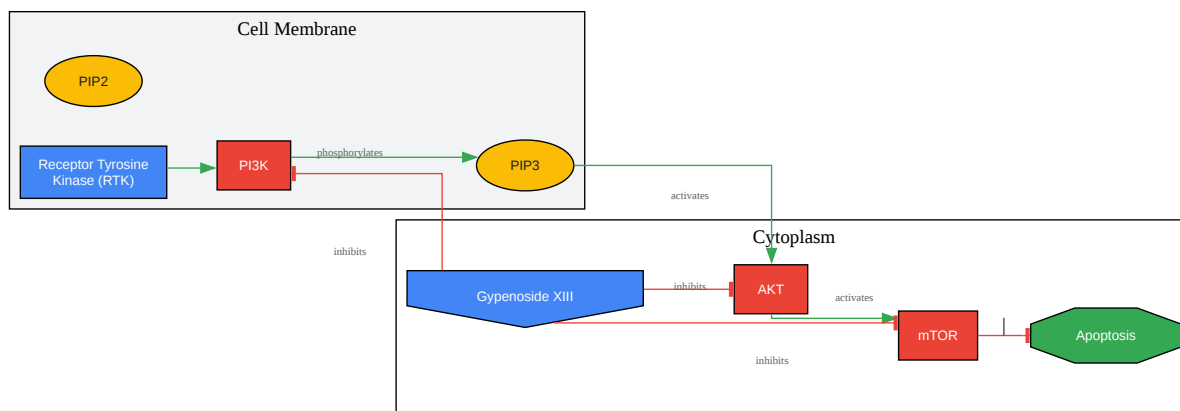 Cell Membrane
PIP2
Receptor Tyrosine
Kinase (RTK)
PI3K
phosphorylates
PIP3
activates
inhibits
Cytoplasm
Gypenoside XIII
inhibits
AKT
activates
mTOR
Apoptosis
inhibits